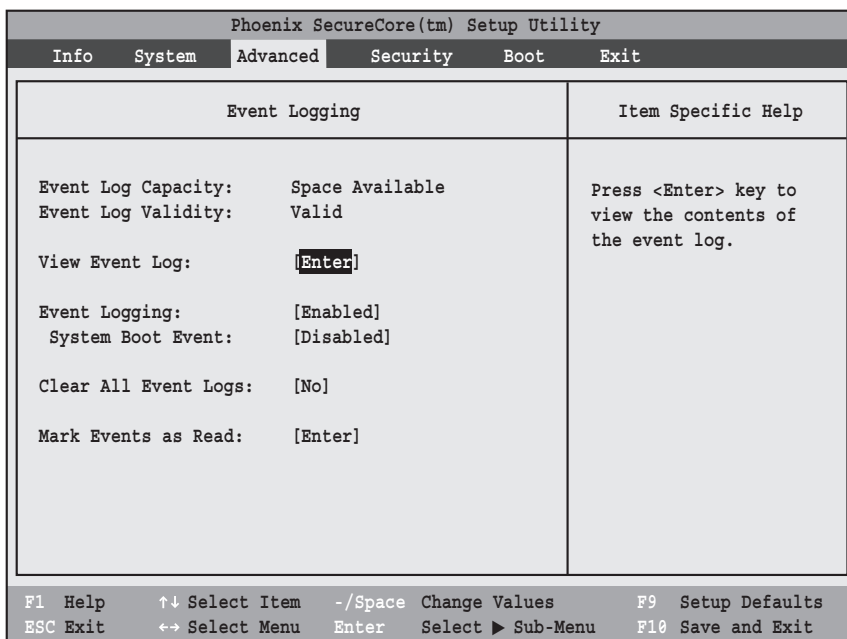 Phoenix SecureCore(tm) Setup Utility
Info System Advanced Security Boot Exit
Event Logging
Item Specific Help
Event Log Capacity: Space Available
Event Log Validity: Valid
View Event Log: [Enter]
Event Logging: [Enabled]
System Boot Event: [Disabled]
Clear All Event Logs: [No]
Mark Events as Read: [Enter]
Press <Enter> key to
view the contents of
the event log.
F1 Help ↑↓ Select Item -/Space Change Values F9 Setup Defaults
ESC Exit ←→ Select Menu Enter Select ▶ Sub-Menu F10 Save and Exit